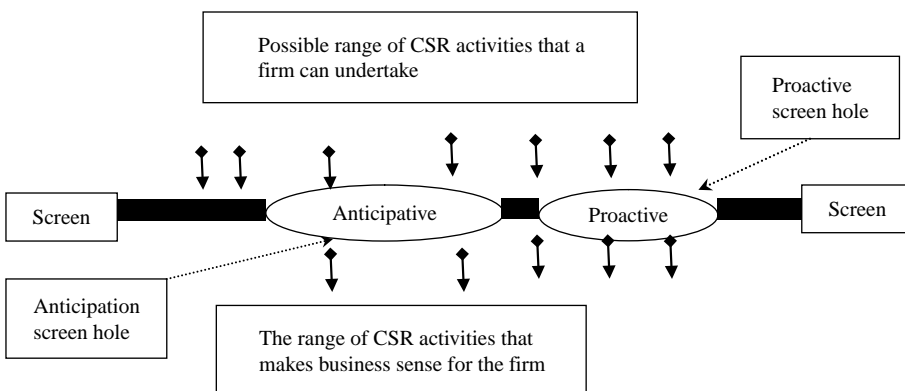 Possible range of CSR activities that a
firm can undertake
Proactive
screen hole
Screen
Anticipative
Proactive
Screen
Anticipation
screen hole
The range of CSR activities that
makes business sense for the firm